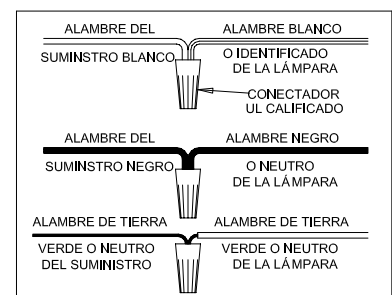 ALAMBRE DEL ALAMBRE BLANCO
SUMINSTRO BLANCO O IDENTIFICADO
DE LA LÁMPARA
CONECTADOR
UL CALIFICADO
ALAMBRE DEL ALAMBRE NEGRO
SUMINSTRO NEGRO O NEUTRO
DE LA LÁMPARA
ALAMBRE DE TIERRA ALAMBRE DE TIERRA
VERDE O NEUTRO VERDE O NEUTRO
DEL SUMINISTRO DE LA LÁMPARA